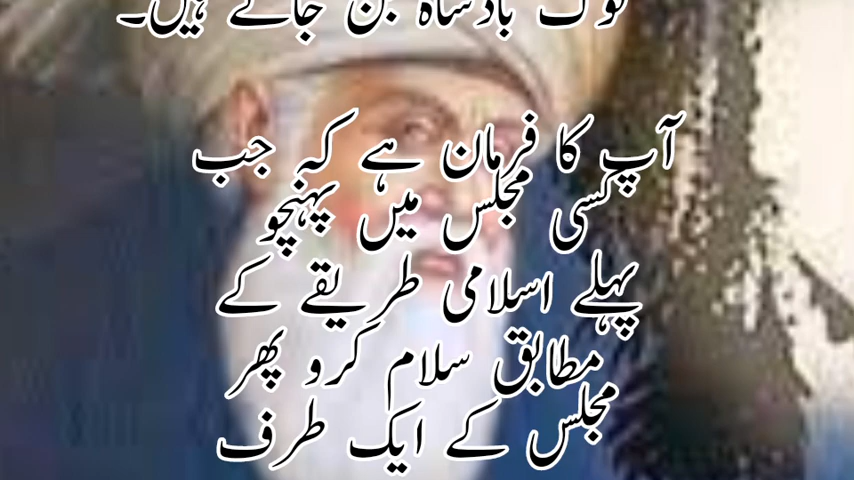 لوگ بادشاہ بن جاتے ہیں۔
آپ کا فرمان ہے کہ جب
کسی مجلس میں پہنچو
پہلے اسلامی طریقے کے
مطابق سلام کرو پھر
مجلس کے ایک طرف